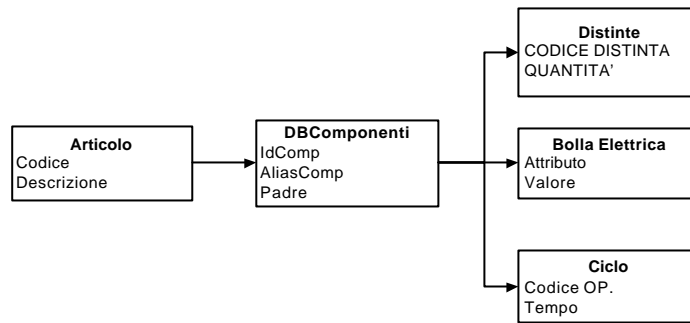 Articolo
Codice
Descrizione
DBComponenti
IdComp
AliasComp
Padre
Distinte
CODICE DISTINTA
QUANTITA'
Bolla Elettrica
Attributo
Valore
Ciclo
Codice OP.
Tempo